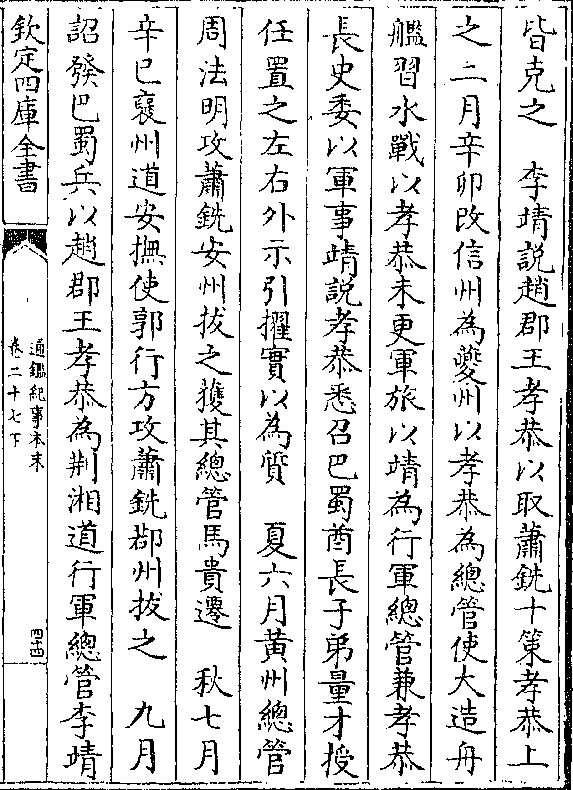 皆克之　李靖説趙郡王孝恭以取蕭銑十策孝恭上
之二月辛卯改信州為夔州以孝恭為總管使大造舟
艦習水戰以孝恭未更軍旅以靖為行軍總管兼孝恭
長史委以軍事靖説孝恭悉召巴蜀酋長子弟量才授
任置之左右外示引擢實以為質　夏六月黄州總管
周法明攻蕭銑安州拔之獲其總管馬貴遷　秋七月
辛巳襄州道安撫使郭行方攻蕭銑鄀州拔之　九月
詔發巴蜀兵以趙郡王孝恭為荆湘道行軍總管李靖
欽定四庫全書
通鑑紀事本末
卷二十七下
四十四